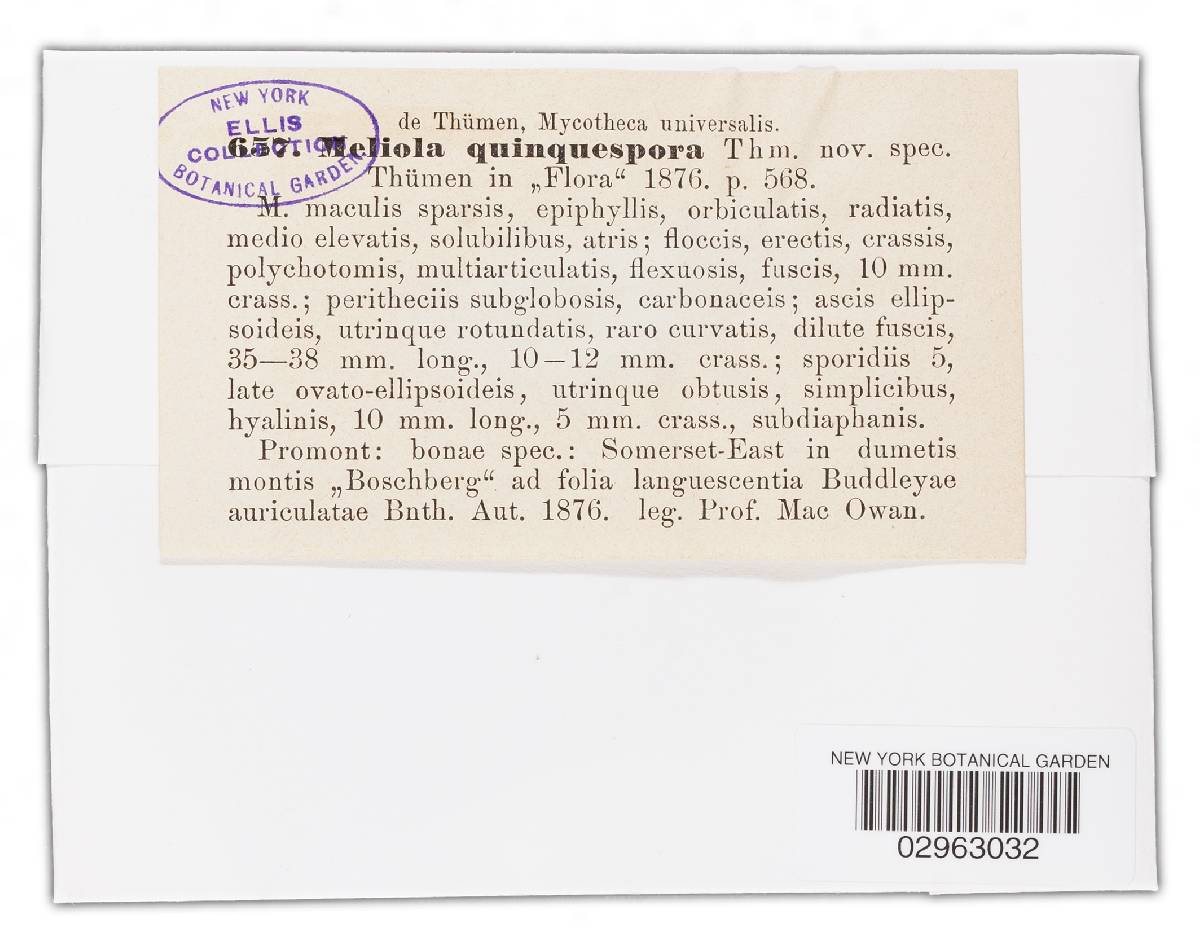 NEW YORK
ELLIS
COLLECTION
BOTANICAL GARDEN
de Thümen, Mycotheca universalis.
657. Meliola quinquespora Thm. nov. spec.
Thümen in „Flora“ 1876. p. 568.
M. maculis sparsis, epiphyllis, orbiculatis, radiatis,
medio elevatis, solubilibus, atris; floccis, erectis, crassis,
polychotomis, multiarticulatis, flexuosis, fuscis, 10 mm.
crass.; peritheciis subglobosis, carbonaceis; ascis ellip-
soideis, utrinque rotundatis, raro curvatis, dilute fuscis,
35—38 mm. long., 10—12 mm. crass.; sporidiis 5,
late ovato-ellipsoideis, utrinque obtusis, simplicibus,
hyalinis, 10 mm. long., 5 mm. crass., subdiaphanis.
Promont: bonae spec.: Somerset-East in dumetis
montis „Boschberg“ ad folia languescentia Buddleyae
auriculatae Bnth. Aut. 1876. leg. Prof. Mac Owan.
NEW YORK BOTANICAL GARDEN
02963032